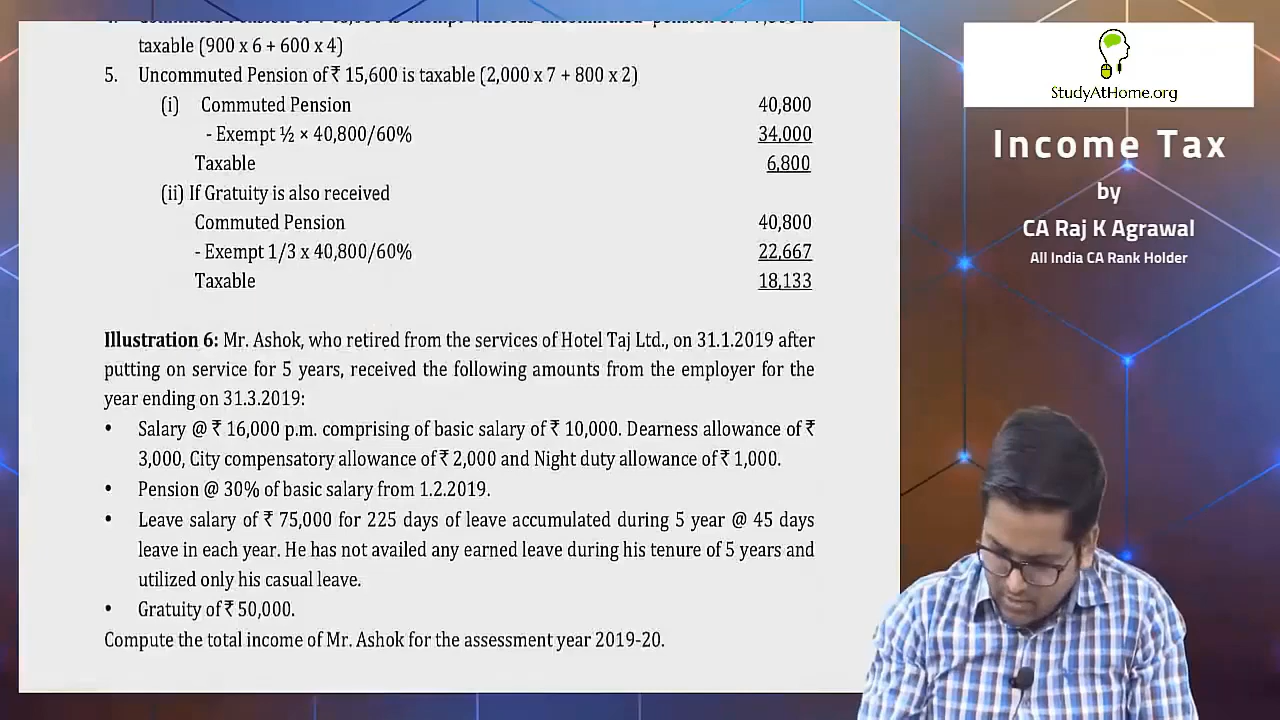 taxable (900 x 6 + 600 x 4)
5. Uncommuted Pension of ₹ 15,600 is taxable (2,000 x 7 + 800 x 2)
(i) Commuted Pension 40,800
- Exempt ½ × 40,800/60% 34,000
Taxable 6,800
(ii) If Gratuity is also received
Commuted Pension 40,800
- Exempt 1/3 x 40,800/60% 22,667
Taxable 18,133
Illustration 6: Mr. Ashok, who retired from the services of Hotel Taj Ltd., on 31.1.2019 after
putting on service for 5 years, received the following amounts from the employer for the
year ending on 31.3.2019:
• Salary @ ₹ 16,000 p.m. comprising of basic salary of ₹ 10,000. Dearness allowance of ₹
3,000, City compensatory allowance of ₹ 2,000 and Night duty allowance of ₹ 1,000.
• Pension @ 30% of basic salary from 1.2.2019.
• Leave salary of ₹ 75,000 for 225 days of leave accumulated during 5 year @ 45 days
leave in each year. He has not availed any earned leave during his tenure of 5 years and
utilized only his casual leave.
• Gratuity of ₹ 50,000.
Compute the total income of Mr. Ashok for the assessment year 2019-20.
StudyAtHome.org
Income Tax
by
CA Raj K Agrawal
All India CA Rank Holder